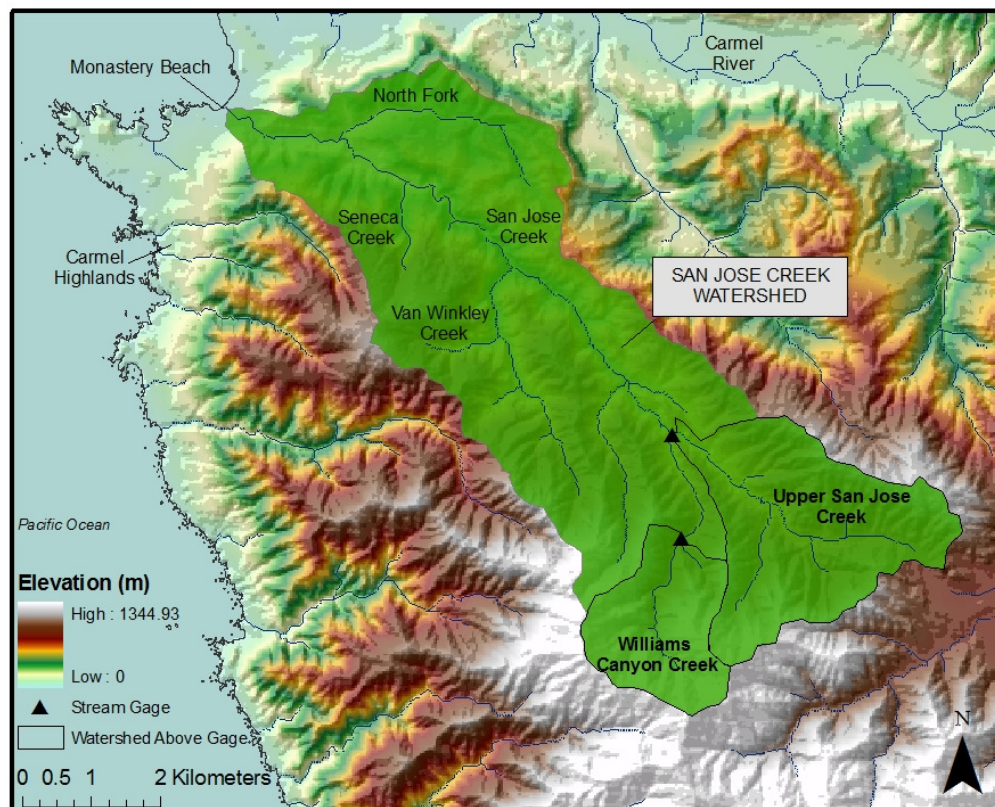 Carmel
River
Monastery Beach
North Fork
Seneca
Creek
San Jose
Creek
Carmel
Highlands
SAN JOSE CREEK
WATERSHED
Van Winkley
Creek
Upper San Jose
Creek
Pacific Ocean
Elevation (m)
High : 1344.93
Low : 0
Williams
Canyon Creek
Stream Gage
Watershed Above Gage
N
0 0.5 1 2 Kilometers